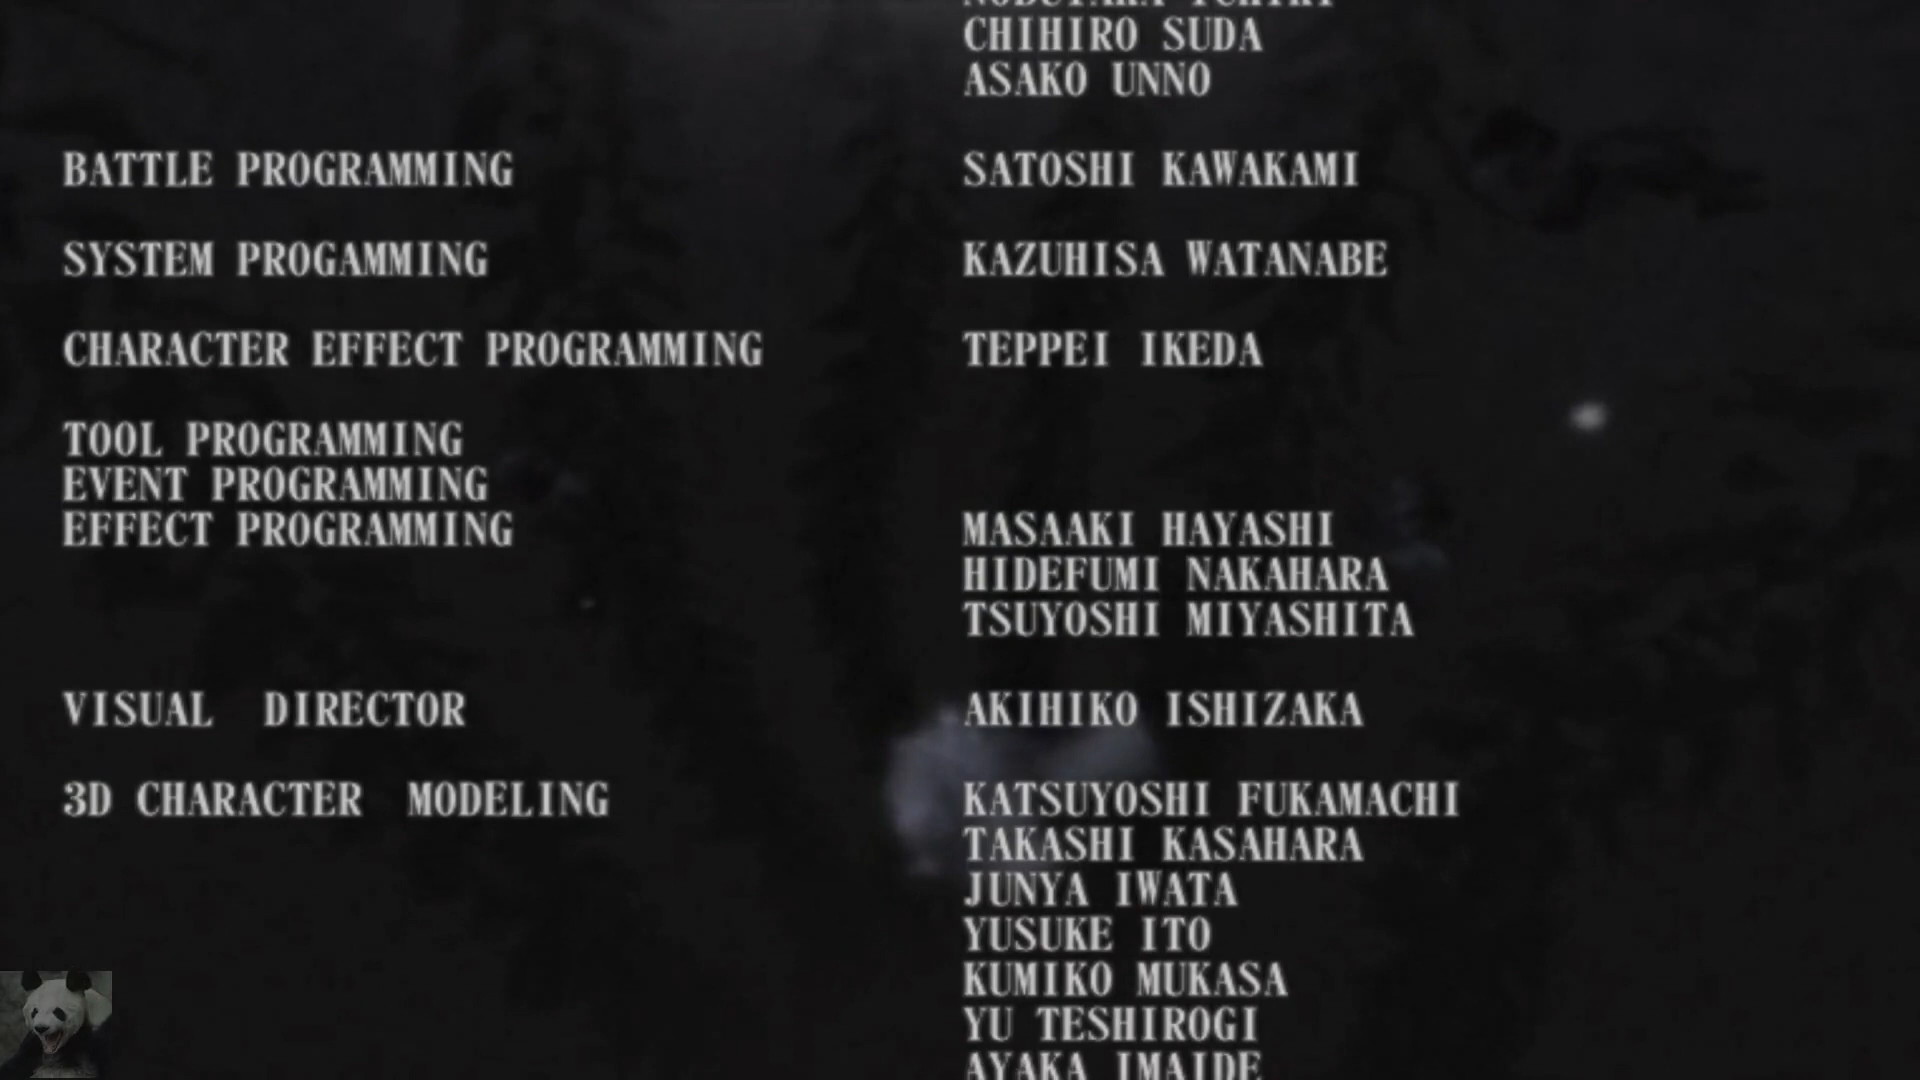 CHIHIRO SUDA
ASAKO UNNO
BATTLE PROGRAMMING SATOSHI KAWAKAMI
SYSTEM PROGAMMING KAZUHISA WATANABE
CHARACTER EFFECT PROGRAMMING TEPPEI IKEDA
TOOL PROGRAMMING
EVENT PROGRAMMING
EFFECT PROGRAMMING MASAAKI HAYASHI
HIDEFUMI NAKAHARA
TSUYOSHI MIYASHITA
VISUAL DIRECTOR AKIHIKO ISHIZAKA
3D CHARACTER MODELING KATSUYOSHI FUKAMACHI
TAKASHI KASAHARA
JUNYA IWATA
YUSUKE ITO
KUMIKO MUKASA
YU TESHIROGI
AYAKA IMAIDE